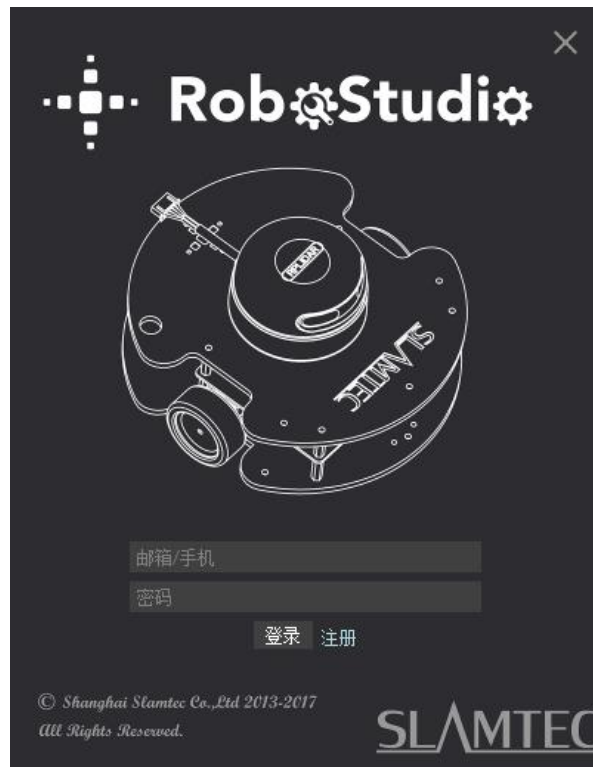 RoboStudio
RPLIDAR
SLAMTEC
邮箱/手机
密码
登录 注册
© Shanghai Slamtec Co.,Ltd 2013-2017
All Rights Reserved.
SLAMTEC